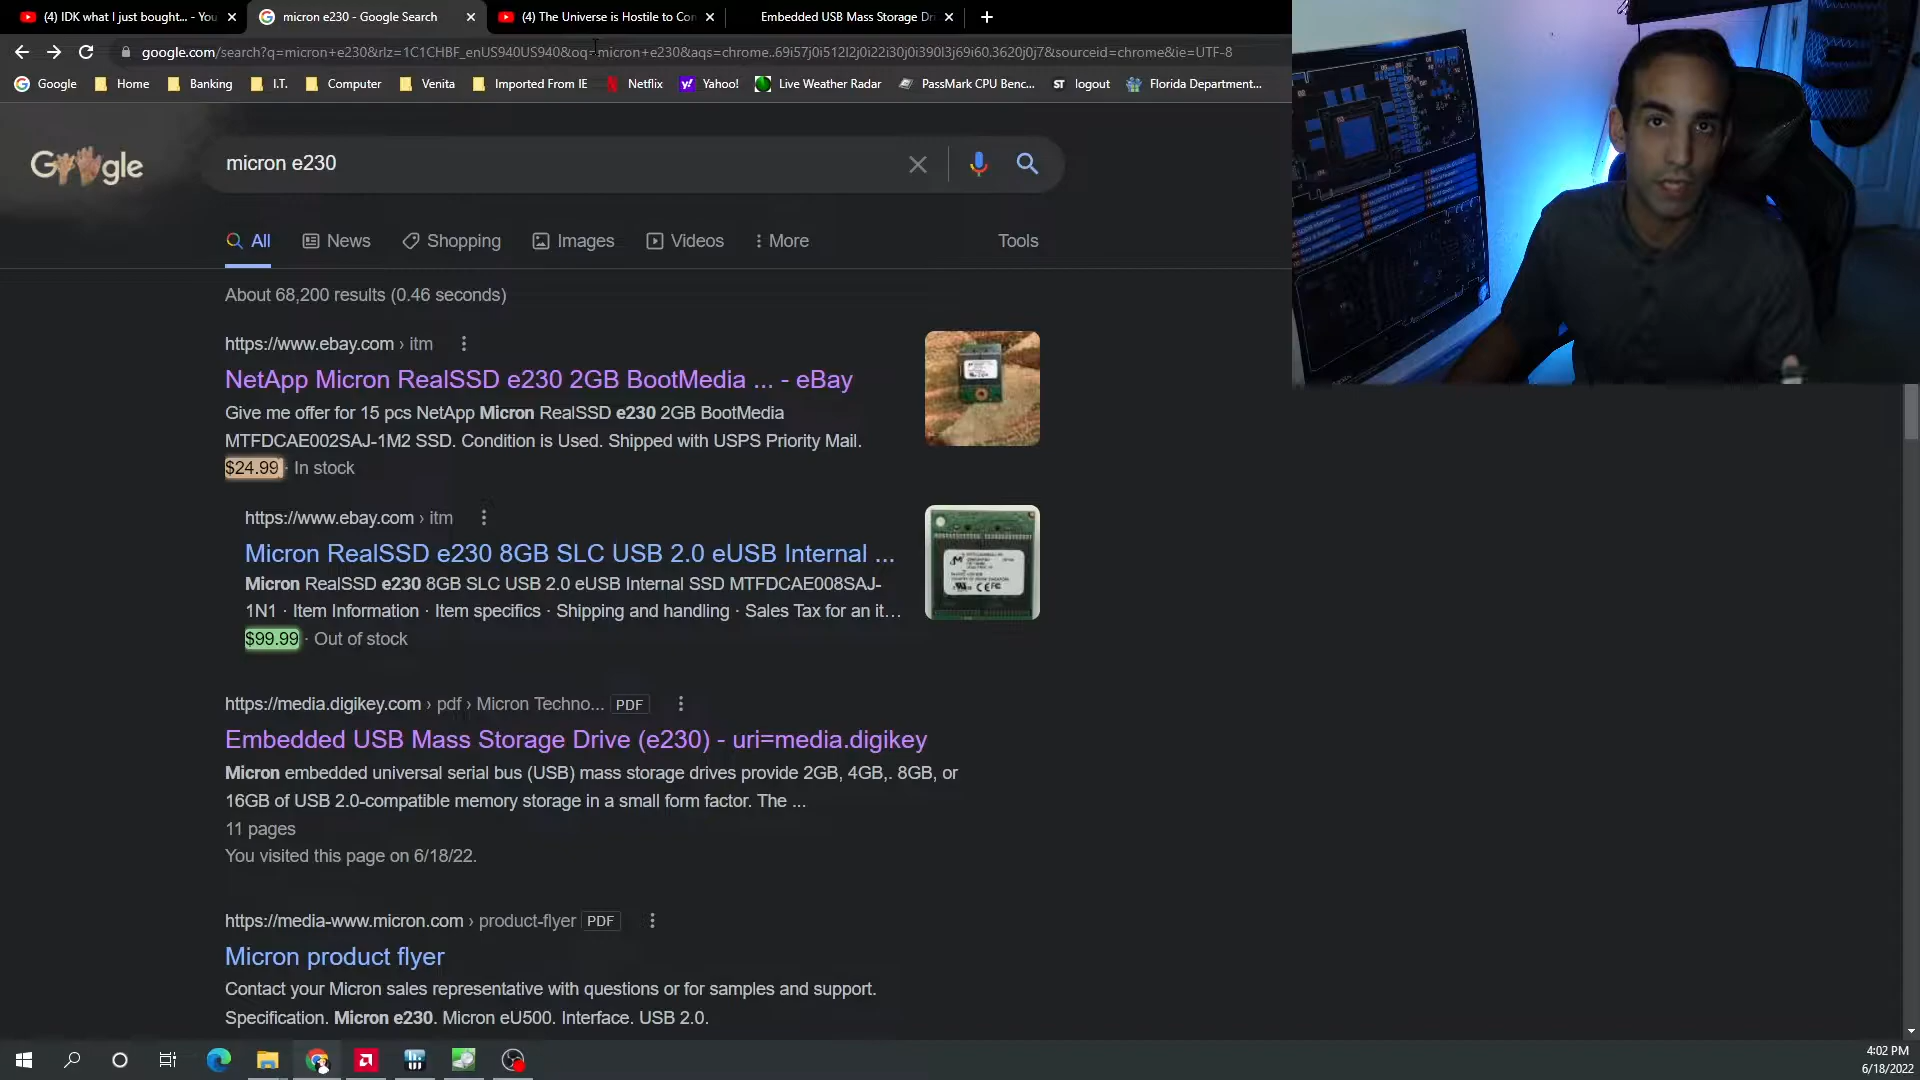 (4) IDK what I just bought... - You
micron e230 - Google Search
(4) The Universe is Hostile to Con
Embedded USB Mass Storage Dri
google.com/search?q=micron+e230&rlz=1C1CHBF_enUS940US940&oq=micron+e230&aqs=chrome..69i57j0i512l2j0i22i30j0i390l3j69i60.3620j0j7&sourceid=chrome&ie=UTF-8
Google Home Banking I.T. Computer Venita Imported From IE Netflix Yahoo! Live Weather Radar PassMark CPU Benc... ST logout Florida Department...
Google
micron e230
All News Shopping Images Videos More Tools
About 68,200 results (0.46 seconds)
https://www.ebay.com › itm
NetApp Micron RealSSD e230 2GB BootMedia ... - eBay
Give me offer for 15 pcs NetApp Micron RealSSD e230 2GB BootMedia
MTFDCAE002SAJ-1M2 SSD. Condition is Used. Shipped with USPS Priority Mail.
$24.99 · In stock
https://www.ebay.com › itm
Micron RealSSD e230 8GB SLC USB 2.0 eUSB Internal ...
Micron RealSSD e230 8GB SLC USB 2.0 eUSB Internal SSD MTFDCAE008SAJ-
1N1 · Item Information · Item specifics · Shipping and handling · Sales Tax for an it...
$99.99 · Out of stock
https://media.digikey.com › pdf › Micron Techno... PDF
Embedded USB Mass Storage Drive (e230) - uri=media.digikey
Micron embedded universal serial bus (USB) mass storage drives provide 2GB, 4GB,. 8GB, or
16GB of USB 2.0-compatible memory storage in a small form factor. The ...
11 pages
You visited this page on 6/18/22.
https://media-www.micron.com › product-flyer PDF
Micron product flyer
Contact your Micron sales representative with questions or for samples and support.
Specification. Micron e230. Micron eU500. Interface. USB 2.0.
4:02 PM
6/18/2022